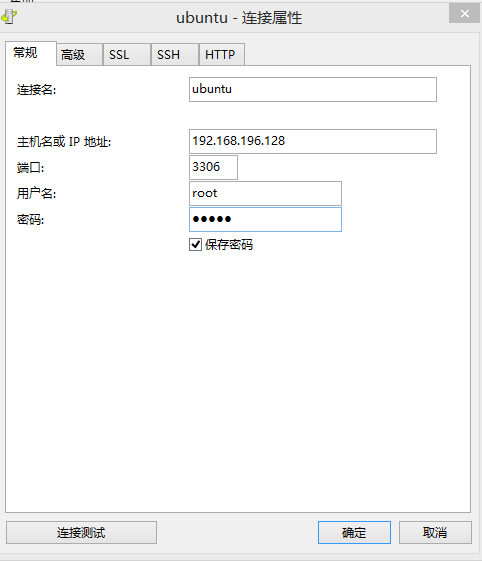 ubuntu - 连接属性
常规 高级 SSL SSH HTTP
连接名: ubuntu
主机名或 IP 地址: 192.168.196.128
端口: 3306
用户名: root
密码: ●●●●●
保存密码
连接测试 确定 取消